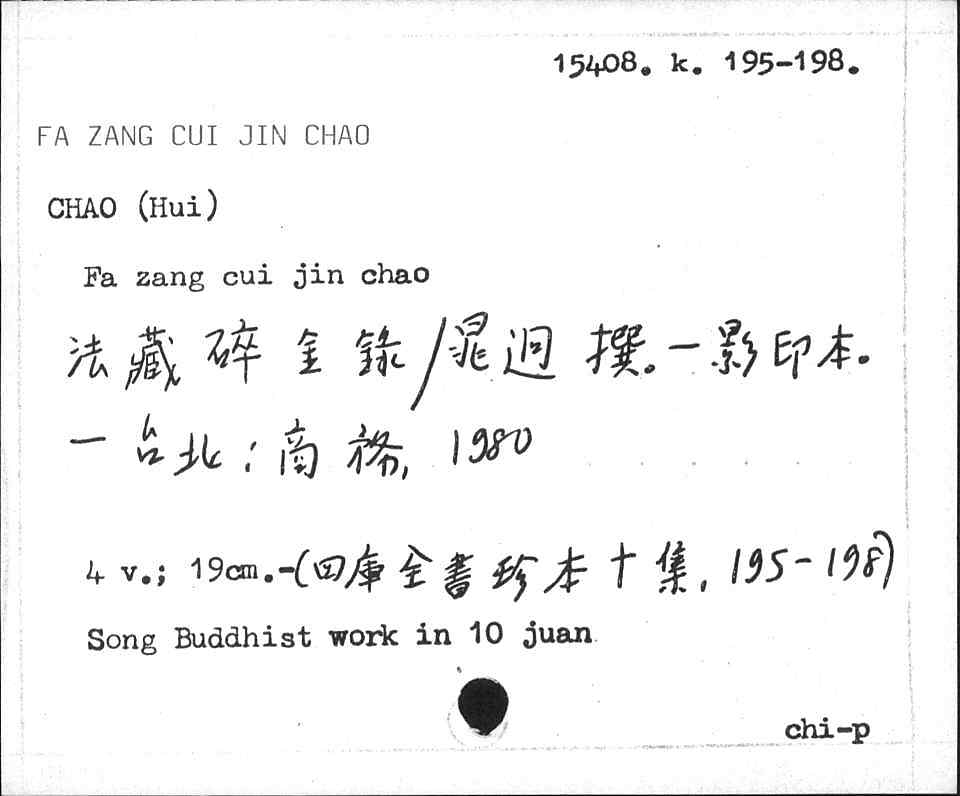 15408. k. 195-198.
FA ZANG CUI JIN CHAO
CHAO (Hui)
Fa zang cui jin chao
法藏碎金錄/晁迥 撰。—影印本。
—台北:商務, 1980
4 v.; 19cm.-(四庫全書珍本十集, 195-198)
Song Buddhist work in 10 juan
chi-p